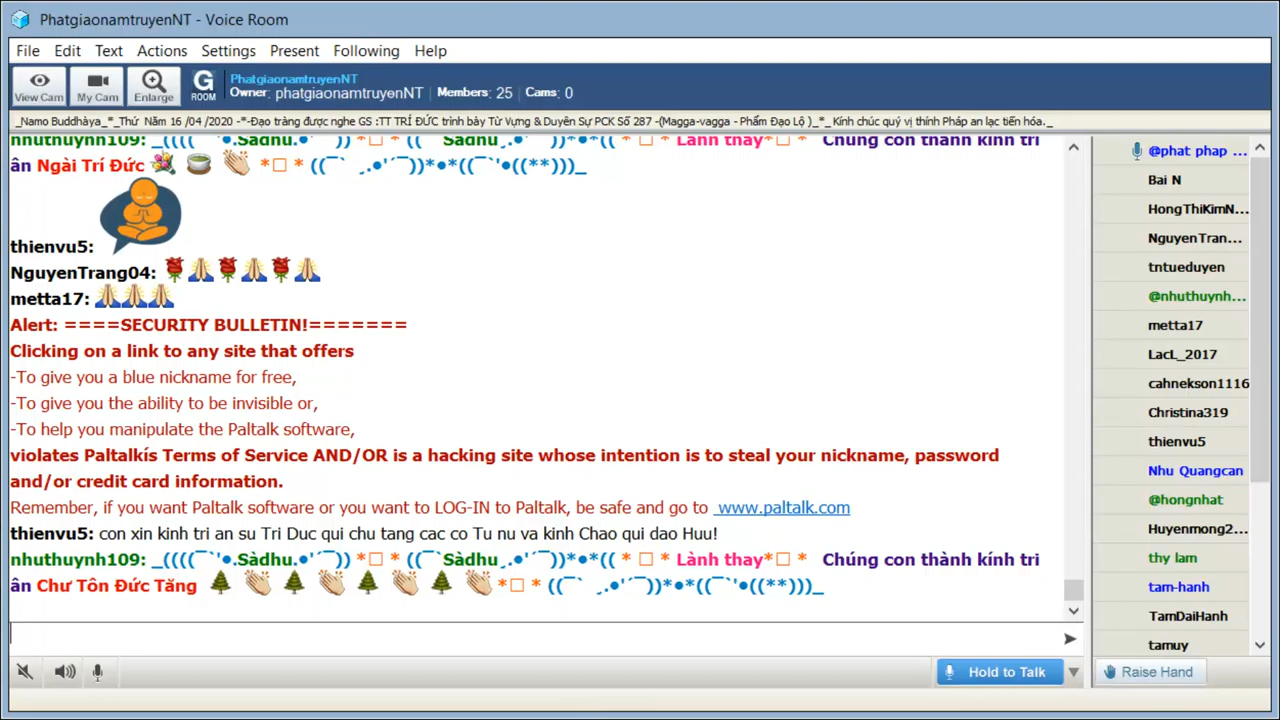 PhatgiaonamtruyenNT - Voice Room
File Edit Text Actions Settings Present Following Help
View Cam My Cam Enlarge G ROOM
PhatgiaonamtruyenNT
Owner: phatgiaonamtruyenNT Members: 25 Cams: 0
_Namo Buddhàya_*_Thứ Năm 16 /04 /2020 -*-Đạo tràng được nghe GS :TT TRÍ ĐỨC trình bày Từ Vựng & Duyên Sự PCK Số 287 -(Magga-vagga - Phẩm Đạo Lộ )_*_ Kính chúc quý vị thính Pháp an lạc tiến hóa._
nhuthuynh109: _((((¯`'•.Sàdhu.•'´¯)) *□ * ((¯`Sàdhu¸.•'´¯))*•*(( * □ * Lành thay*□ * Chúng con thành kính tri
ân Ngài Trí Đức *□ * ((¯` ¸.•'´¯))*•*((¯`'•((**)))_
thienvu5:
NguyenTrang04:
metta17:
Alert: ====SECURITY BULLETIN!=======
Clicking on a link to any site that offers
-To give you a blue nickname for free,
-To give you the ability to be invisible or,
-To help you manipulate the Paltalk software,
violates Paltalkís Terms of Service AND/OR is a hacking site whose intention is to steal your nickname, password
and/or credit card information.
Remember, if you want Paltalk software or you want to LOG-IN to Paltalk, be safe and go to www.paltalk.com
thienvu5: con xin kinh tri an su Tri Duc qui chu tang cac co Tu nu va kinh Chao qui dao Huu!
nhuthuynh109: _((((¯`'•.Sàdhu.•'´¯)) *□ * ((¯`Sàdhu¸.•'´¯))*•*(( * □ * Lành thay*□ * Chúng con thành kính tri
ân Chư Tôn Đức Tăng *□ * ((¯` ¸.•'´¯))*•*((¯`'•((**)))_
Hold to Talk
@phat phap ...
Bai N
HongThiKimN...
NguyenTran...
tntueduyen
@nhuthuynh...
metta17
LacL_2017
cahnekson1116
Christina319
thienvu5
Nhu Quangcan
@hongnhat
Huyenmong2...
thy lam
tam-hanh
TamDaiHanh
tamuy
Raise Hand